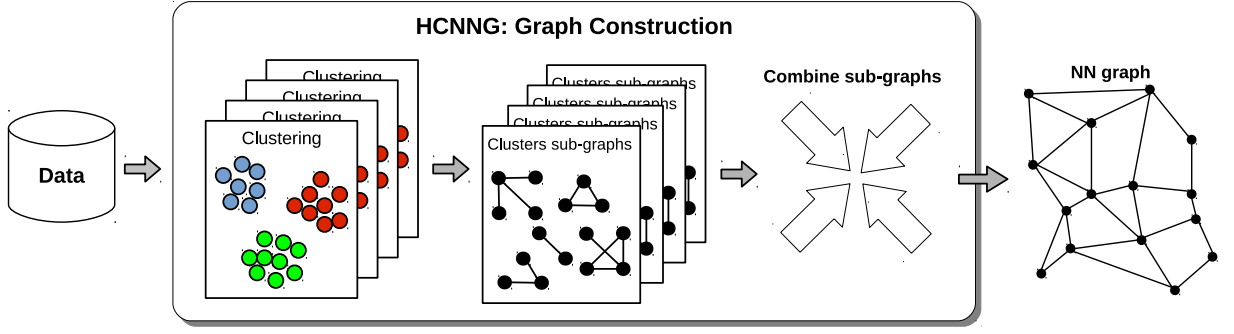 HCNNG: Graph Construction
Data
Clustering
Clustering
Clustering
Clustering
Clusters sub-graphs
Clusters sub-graphs
Clusters sub-graphs
Clusters sub-graphs
Combine sub-graphs
NN graph